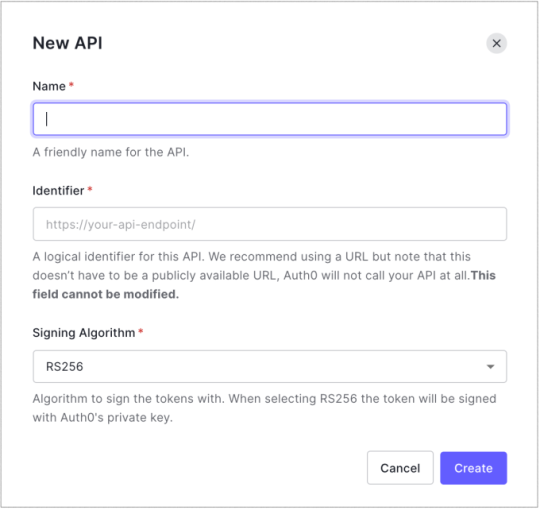 New API
Name *
A friendly name for the API.
Identifier *
https://your-api-endpoint/
A logical identifier for this API. We recommend using a URL but note that this
doesn't have to be a publicly available URL, Auth0 will not call your API at all.This
field cannot be modified.
Signing Algorithm *
RS256
Algorithm to sign the tokens with. When selecting RS256 the token will be signed
with Auth0's private key.
Cancel
Create